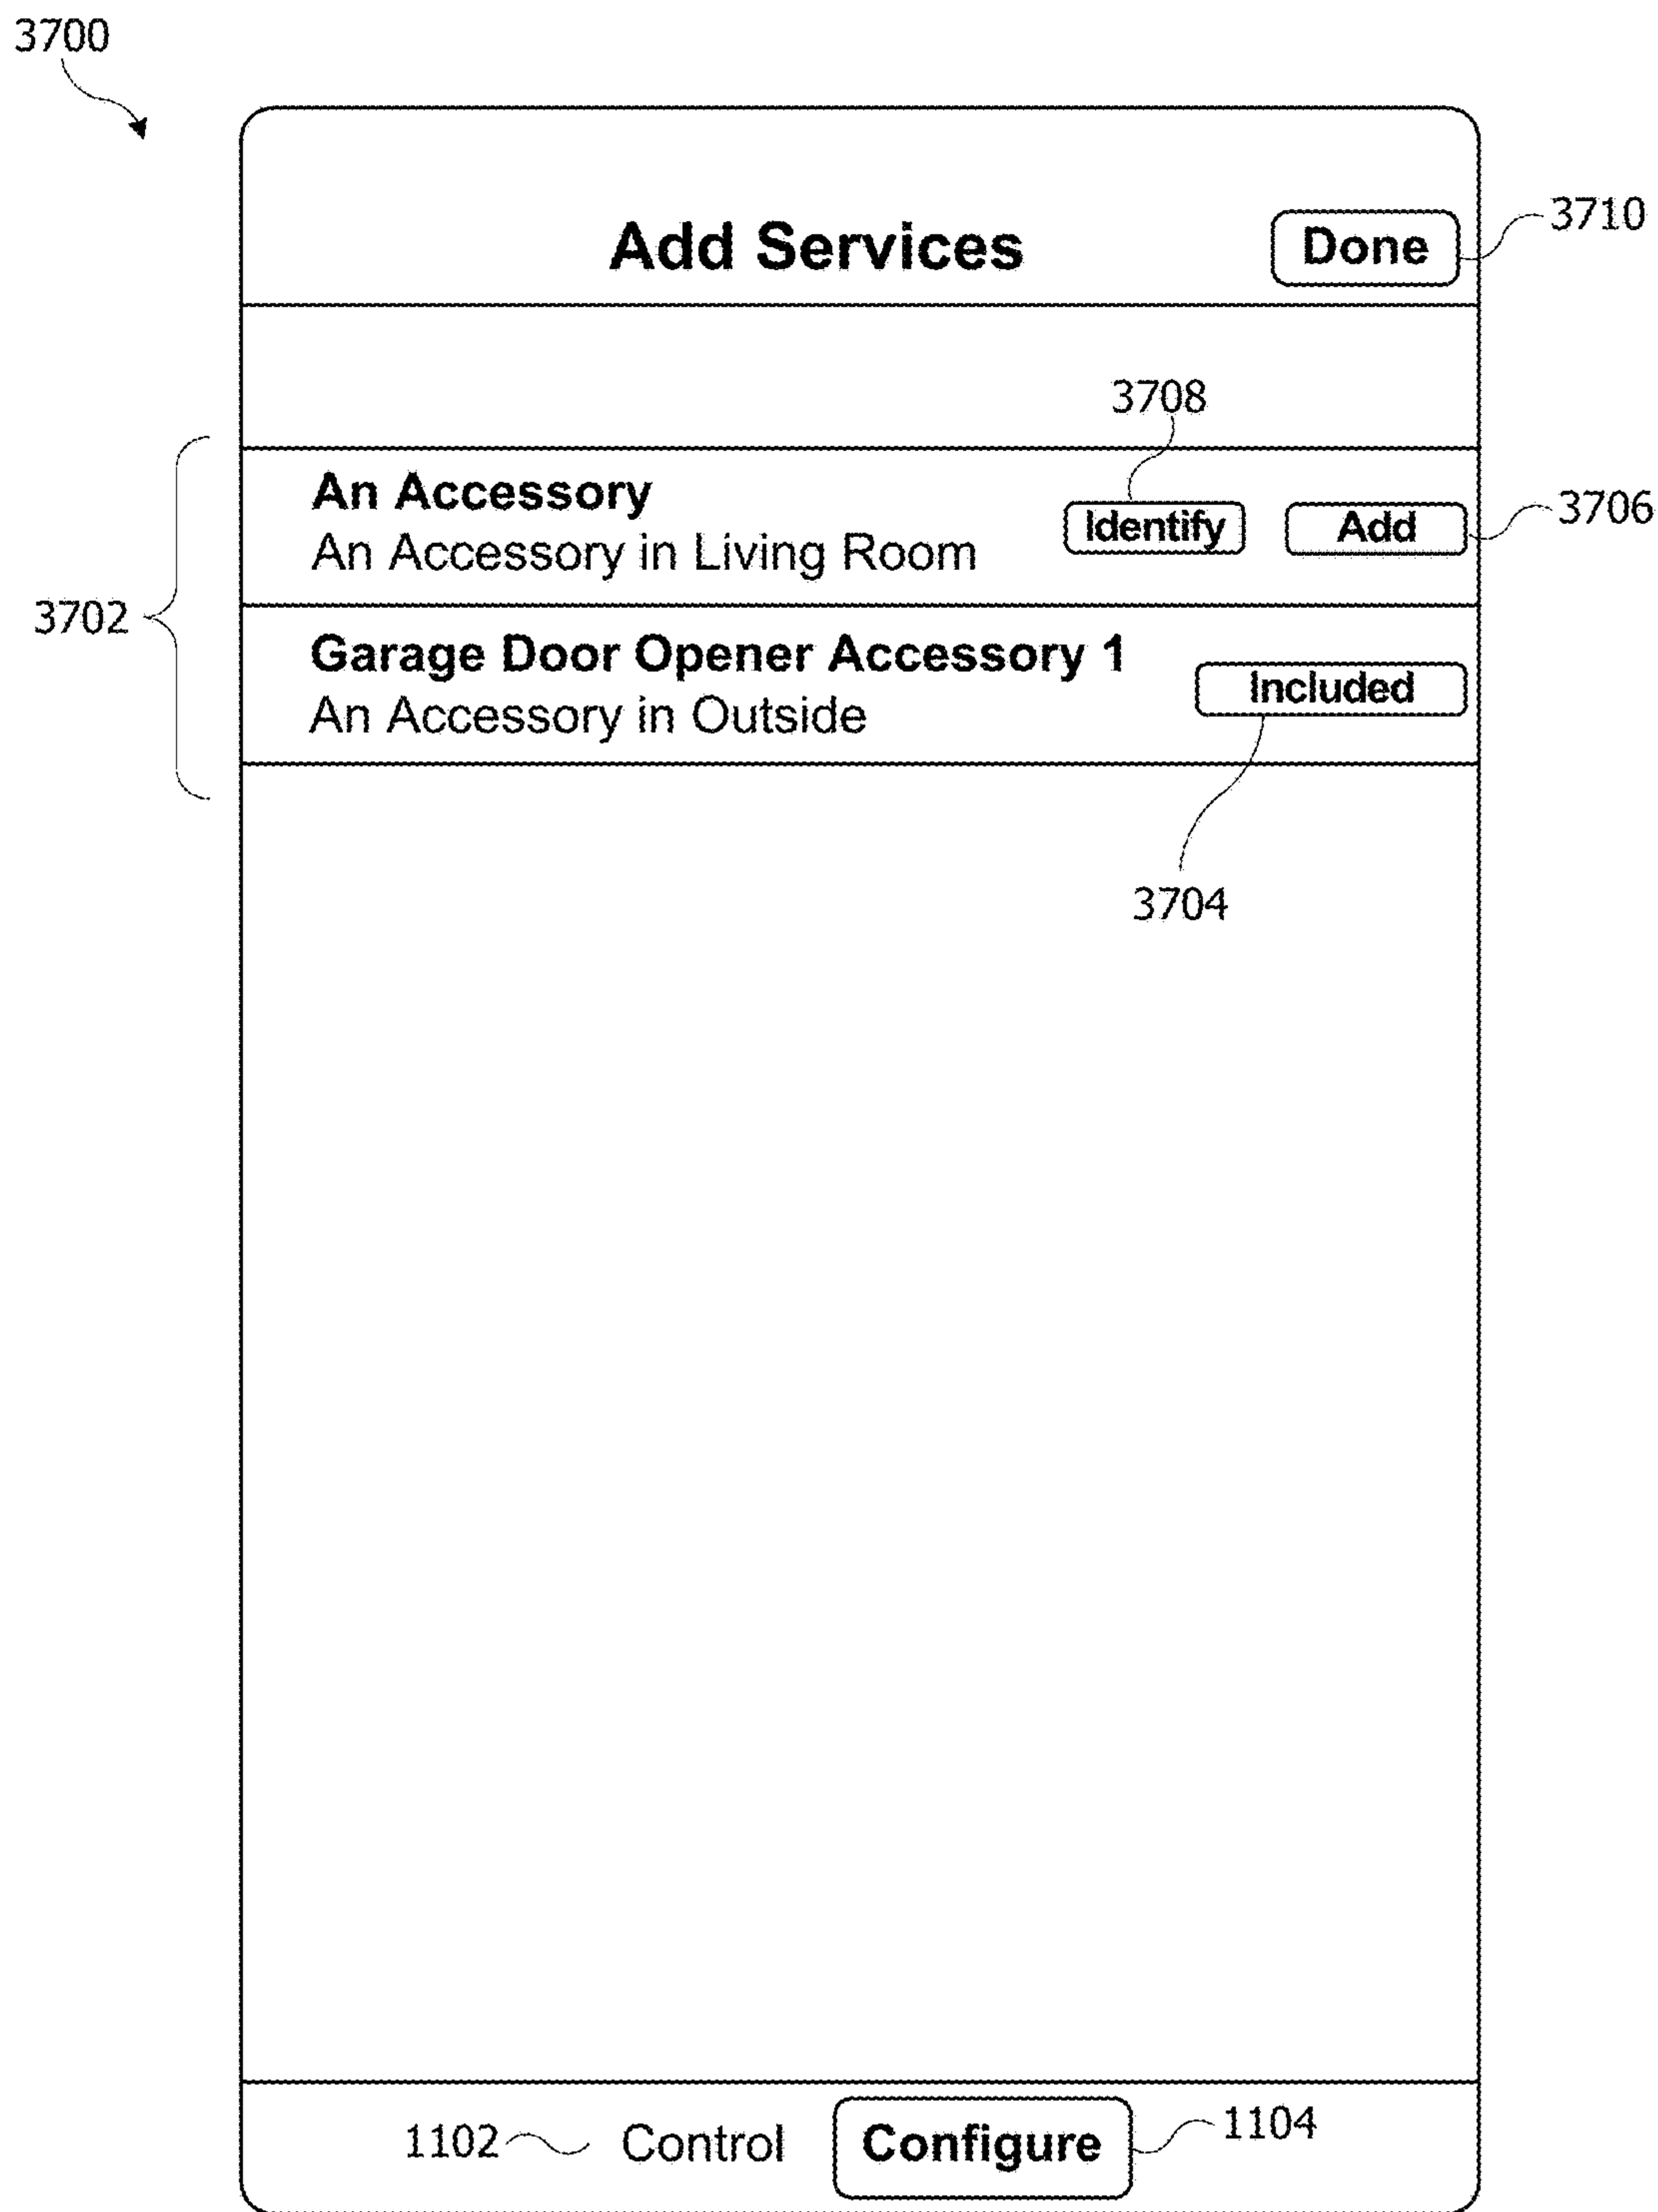 3700
Add Services
Done
3710
3708
An Accessory
Identify
Add
3706
An Accessory in Living Room
3702
Garage Door Opener Accessory 1
Included
An Accessory in Outside
3704
1102
Control
Configure
1104